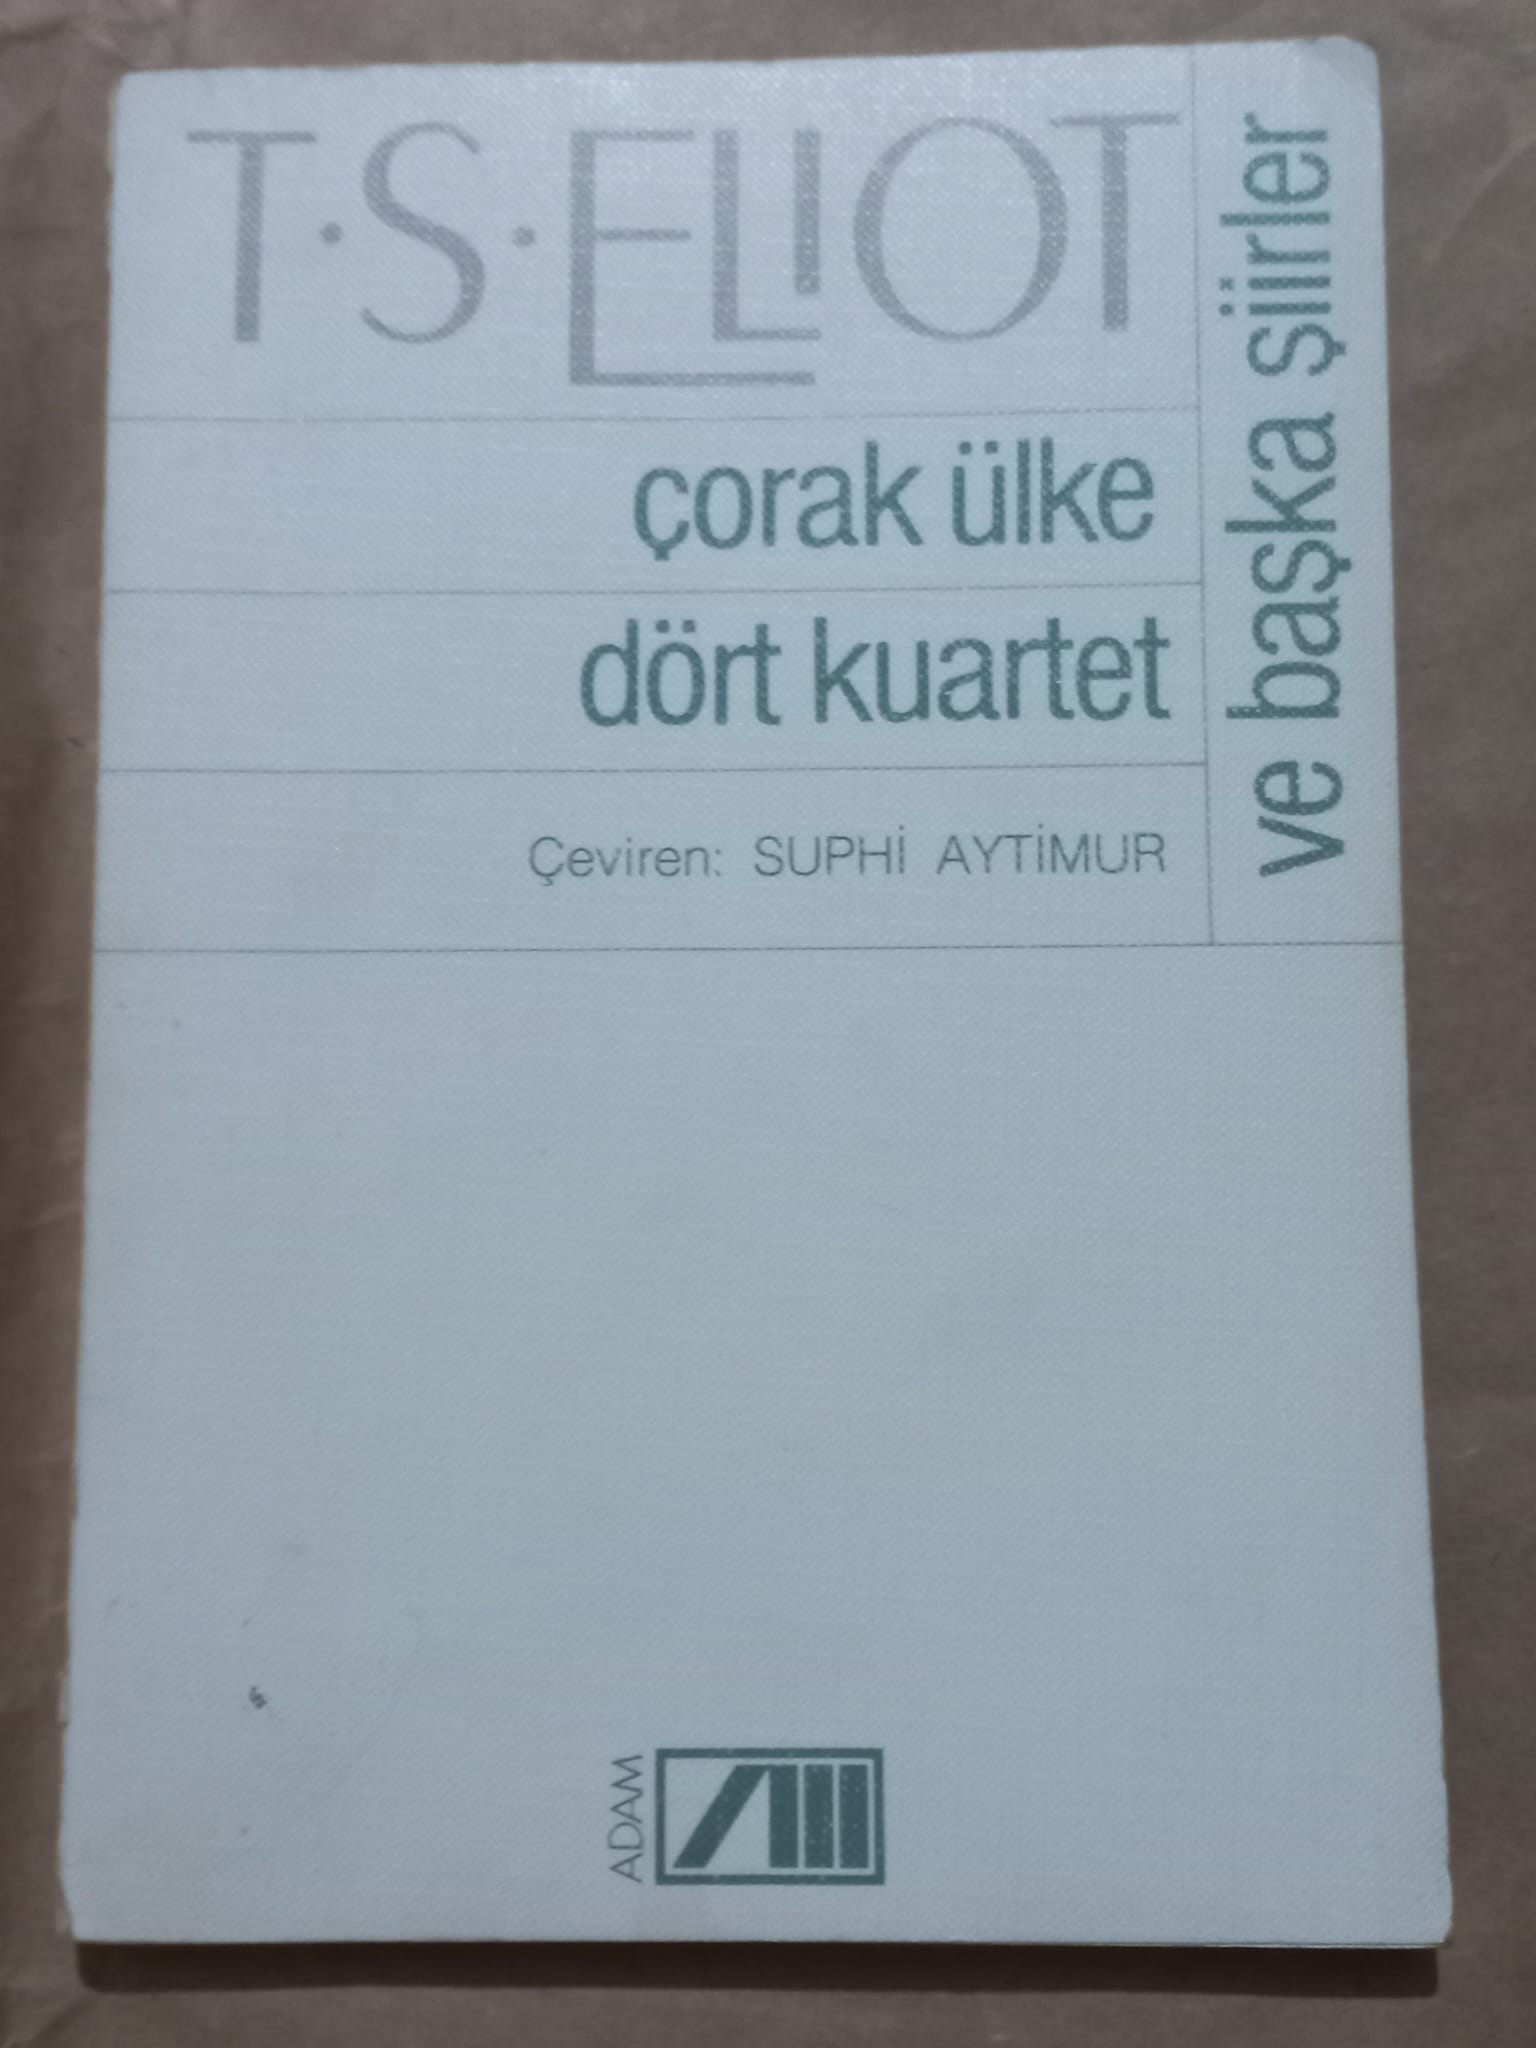 T·S·ELIOT
çorak ülke
dört kuartet
ve başka şiirler
Çeviren: SUPHİ AYTİMUR
ADAM